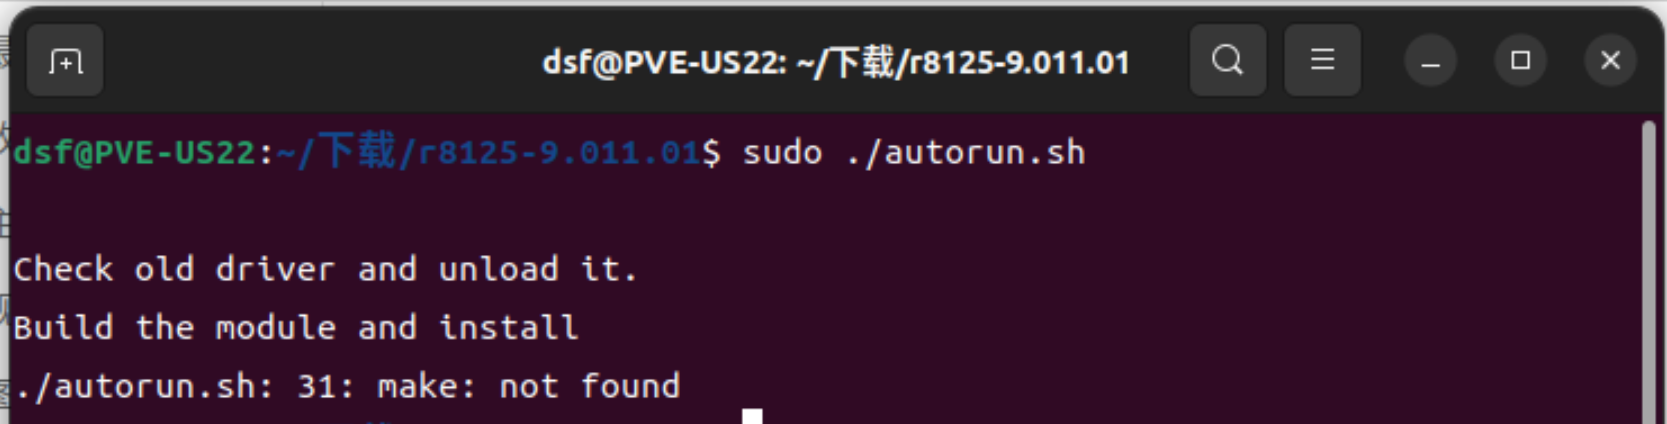 dsf@PVE-US22: ~/下载/r8125-9.011.01
dsf@PVE-US22:~/下载/r8125-9.011.01$ sudo ./autorun.sh
Check old driver and unload it.
Build the module and install
./autorun.sh: 31: make: not found